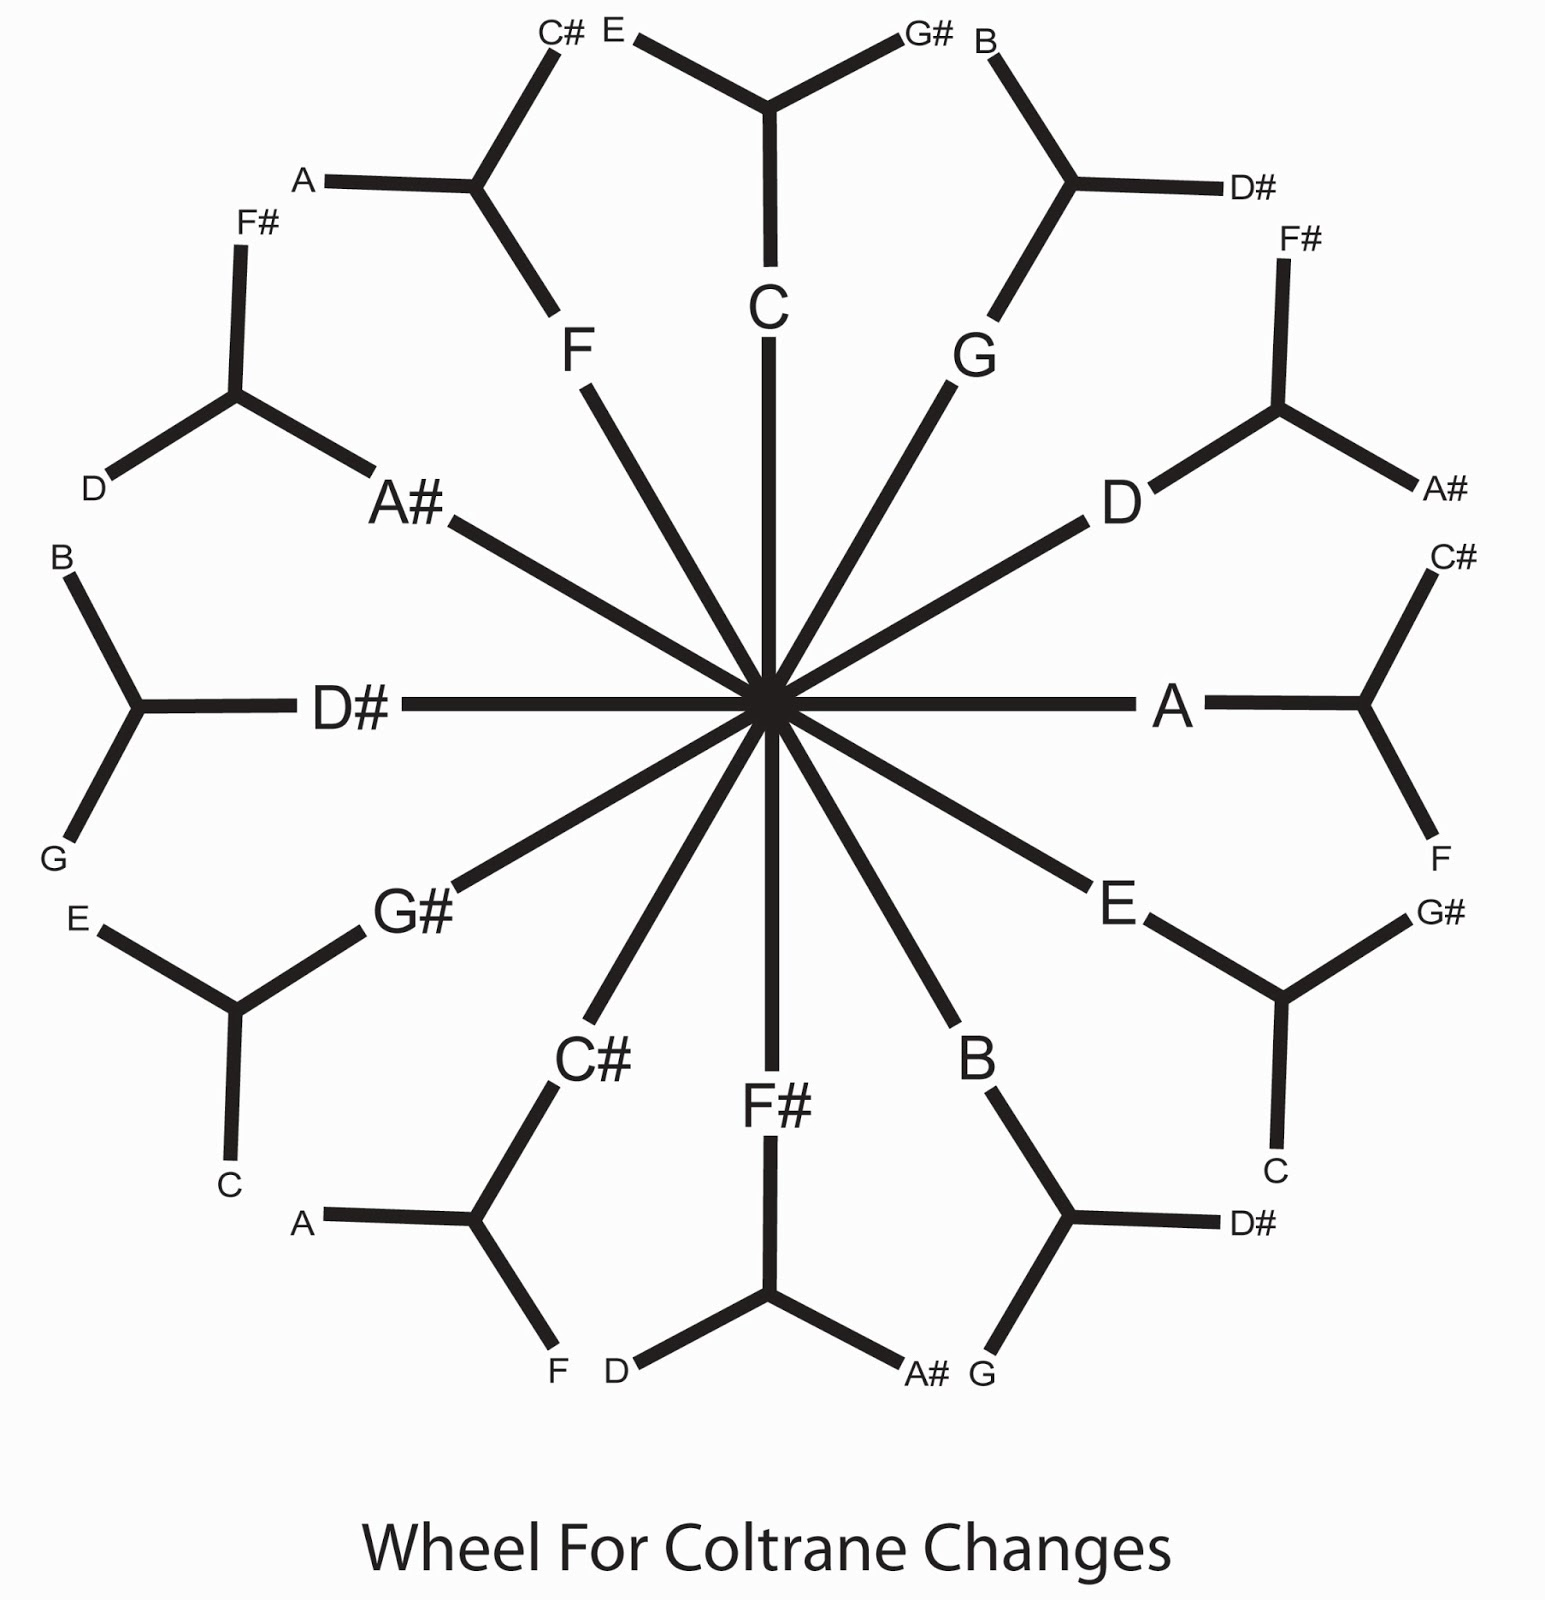 C# E G# B
A D#
F# F#
C
F G
D A# D A#
B C#
D# A
G F
E G# E G#
C# F# B
C C
A D#
F D A# G
Wheel For Coltrane Changes